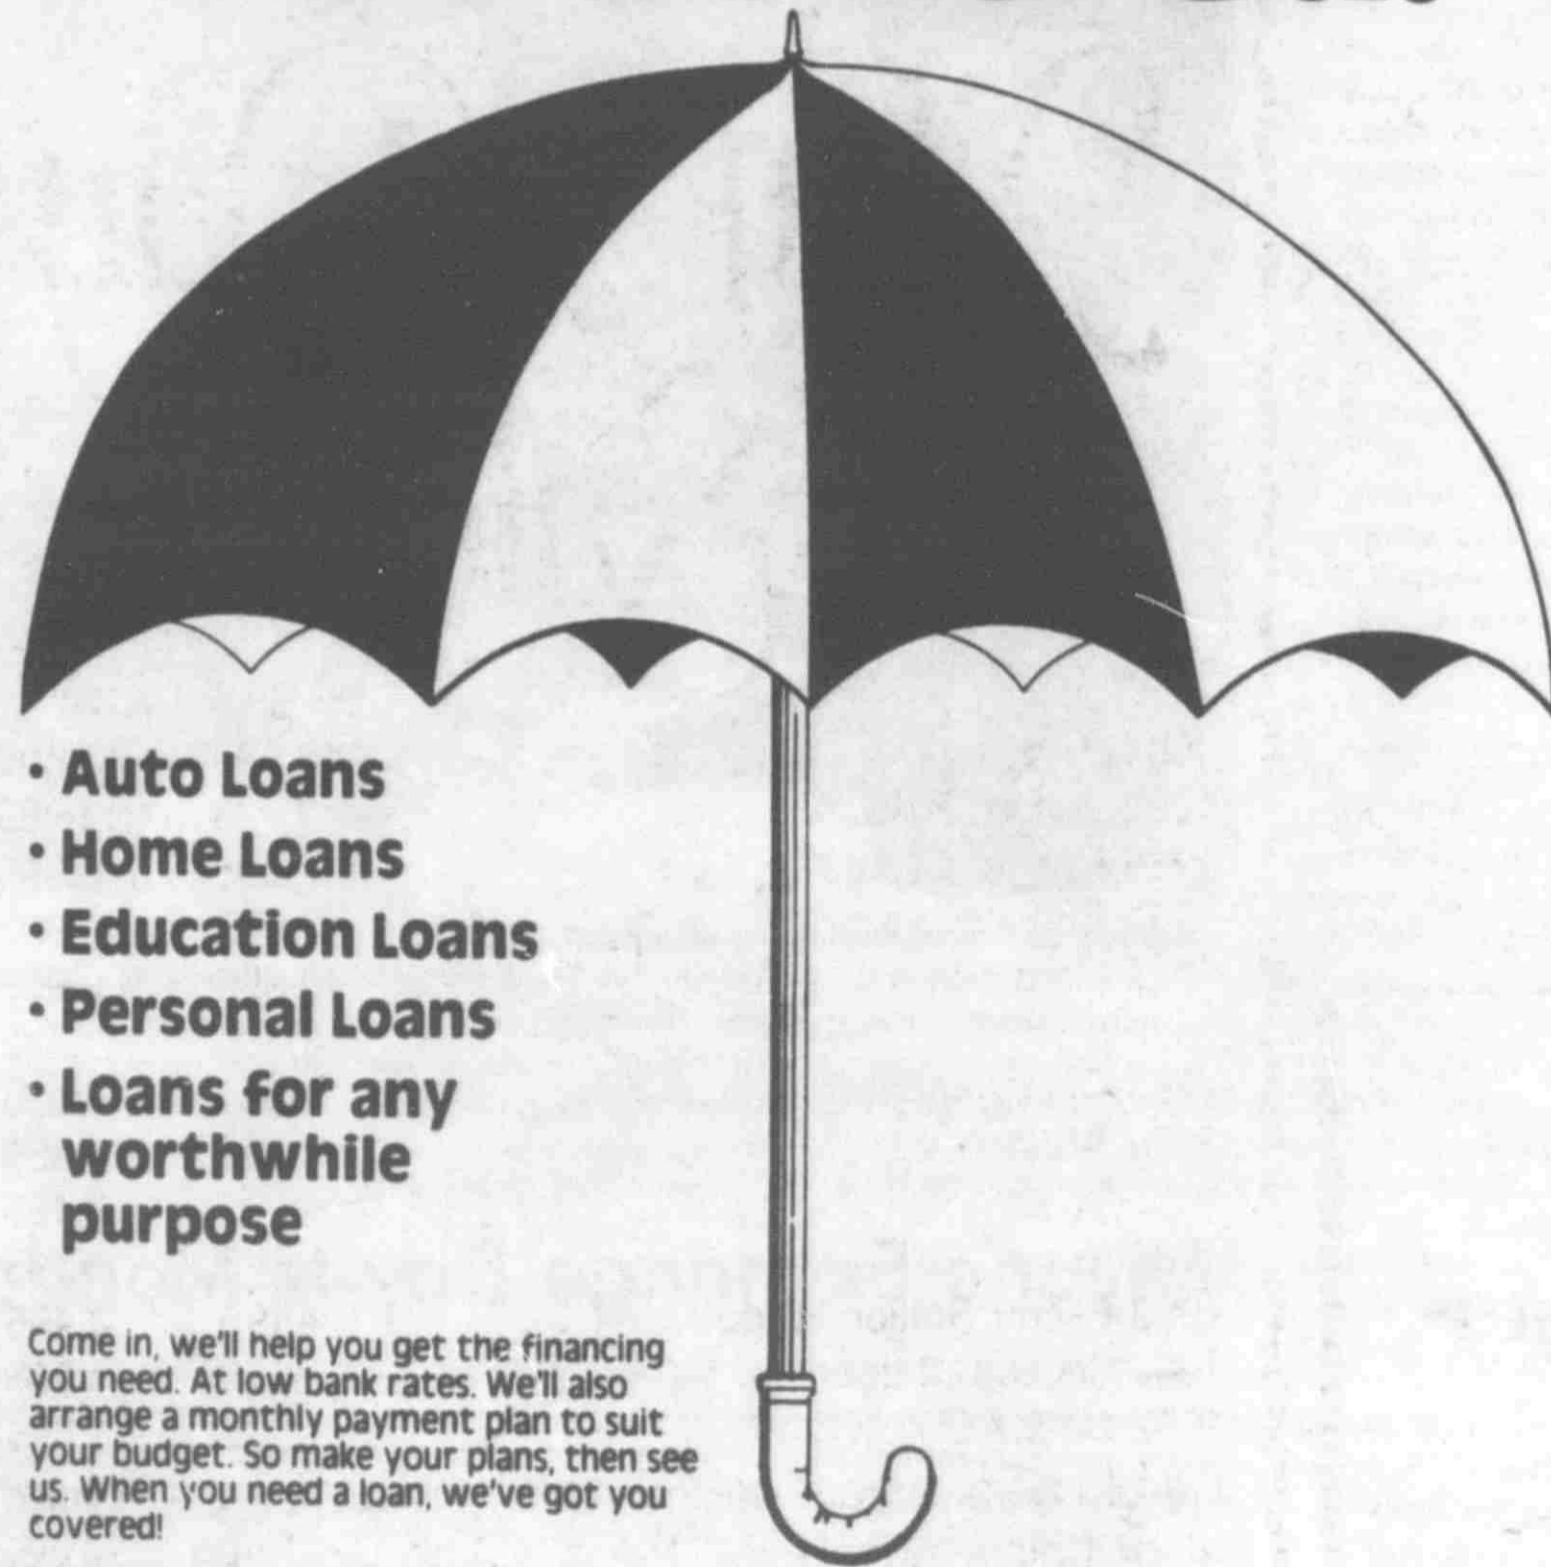 · Auto Loans
· Home Loans
· Education Loans
· Personal Loans
· Loans for any
worthwhile
purpose
Come in, we'll help you get the financing
you need. At low bank rates. We'll also
arrange a monthly payment plan to suit
your budget. So make your plans, then see
us. When you need a loan, we've got you
covered!